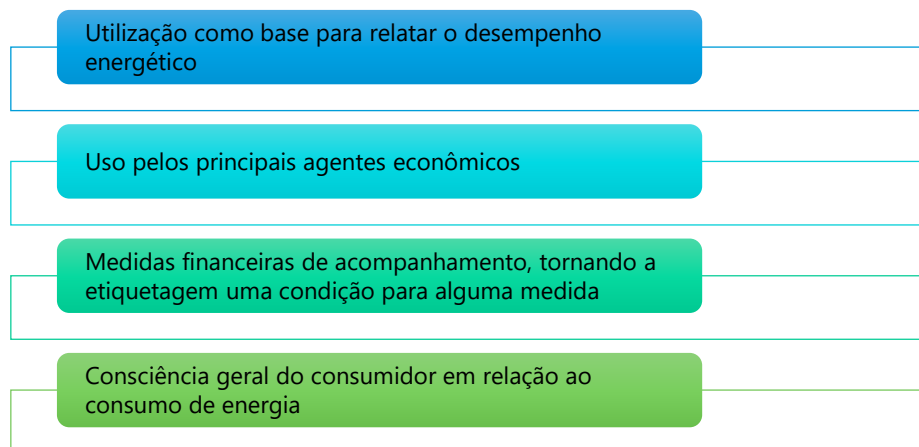 Utilização como base para relatar o desempenho
energético
Uso pelos principais agentes econômicos
Medidas financeiras de acompanhamento, tornando a
etiquetagem uma condição para alguma medida
Consciência geral do consumidor em relação ao
consumo de energia